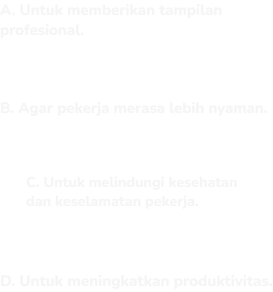 A. Untuk memberikan tampilan
profesional.
B. Agar pekerja merasa lebih nyaman.
C. Untuk melindungi kesehatan
dan keselamatan pekerja.
D. Untuk meningkatkan produktivitas.